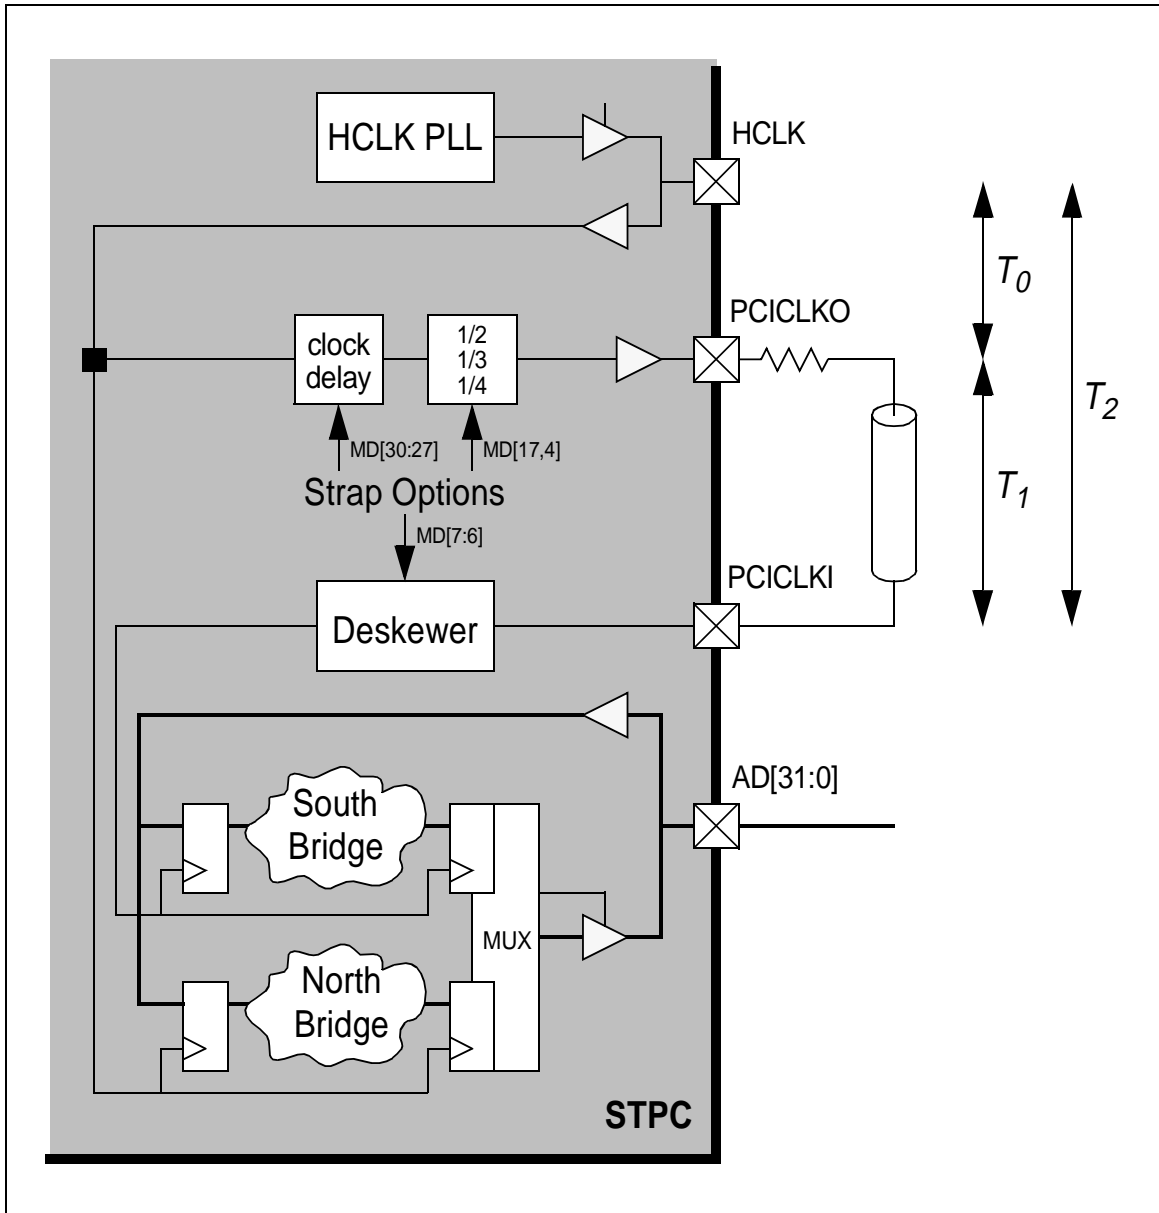 HCLK PLL
HCLK
T0
PCICLKO
clock
delay
1/2
1/3
1/4
T2
MD[30:27]
MD[17,4]
Strap Options
T1
MD[7:6]
PCICLKI
Deskewer
AD[31:0]
South
Bridge
MUX
North
Bridge
STPC